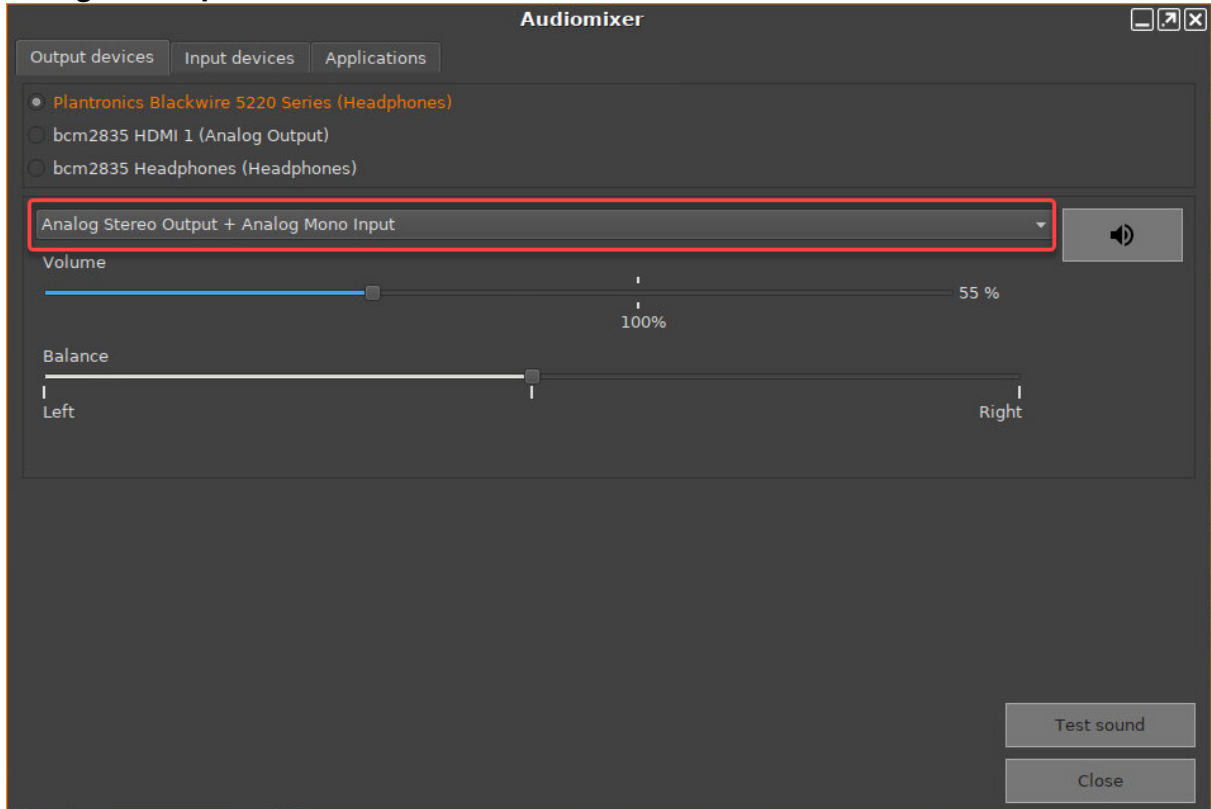 Audiomixer
Output devices Input devices Applications
Plantronics Blackwire 5220 Series (Headphones)
bcm2835 HDMI 1 (Analog Output)
bcm2835 Headphones (Headphones)
Analog Stereo Output + Analog Mono Input
Volume
55 %
100%
Balance
Left Right
Test sound
Close